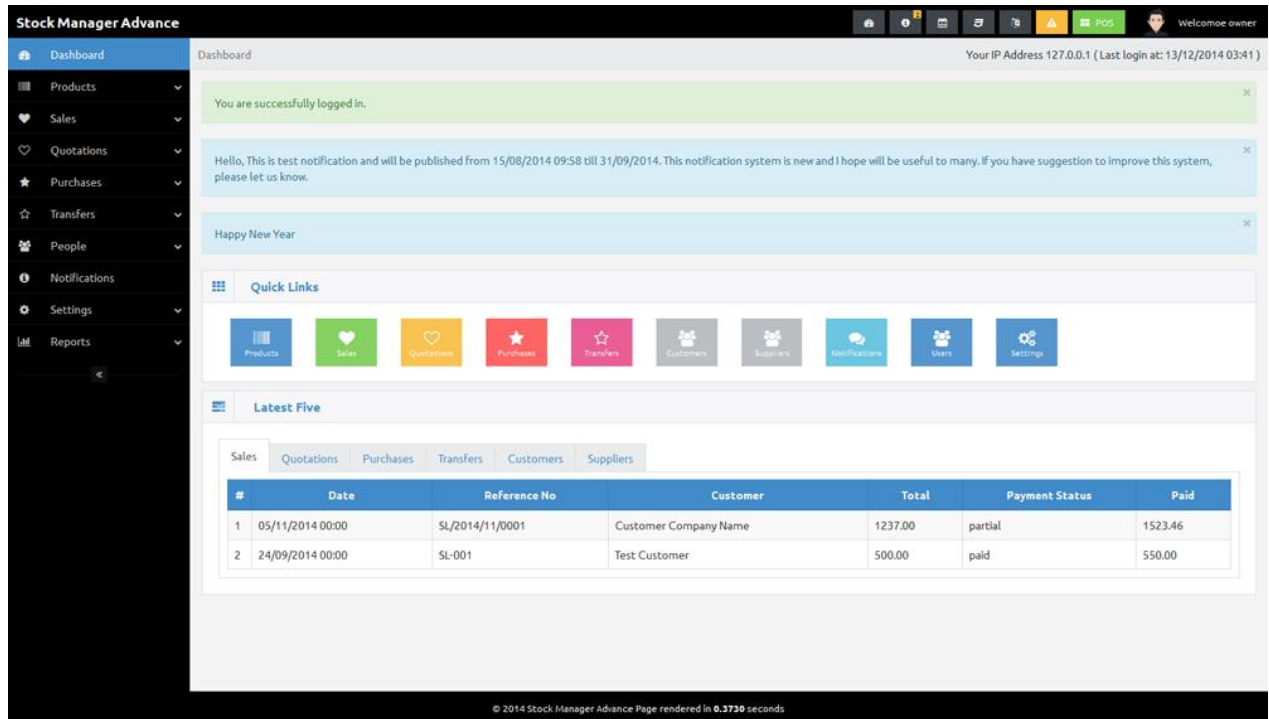 Stock Manager Advance
2
POS
Welcomoe owner
Dashboard
Products
Sales
Quotations
Purchases
Transfers
People
Notifications
Settings
Reports
Dashboard
Your IP Address 127.0.0.1 ( Last login at: 13/12/2014 03:41 )
You are successfully logged in.
Hello, This is test notification and will be published from 15/08/2014 09:58 till 31/09/2014. This notification system is new and I hope will be useful to many. If you have suggestion to improve this system,
please let us know.
Happy New Year
Quick Links
Products Sales Quotations Purchases Transfers Customers Suppliers Notifications Users Settings
Latest Five
Sales Quotations Purchases Transfers Customers Suppliers
# Date Reference No Customer Total Payment Status Paid
1 05/11/2014 00:00 SL/2014/11/0001 Customer Company Name 1237.00 partial 1523.46
2 24/09/2014 00:00 SL-001 Test Customer 500.00 paid 550.00
© 2014 Stock Manager Advance Page rendered in 0.3730 seconds